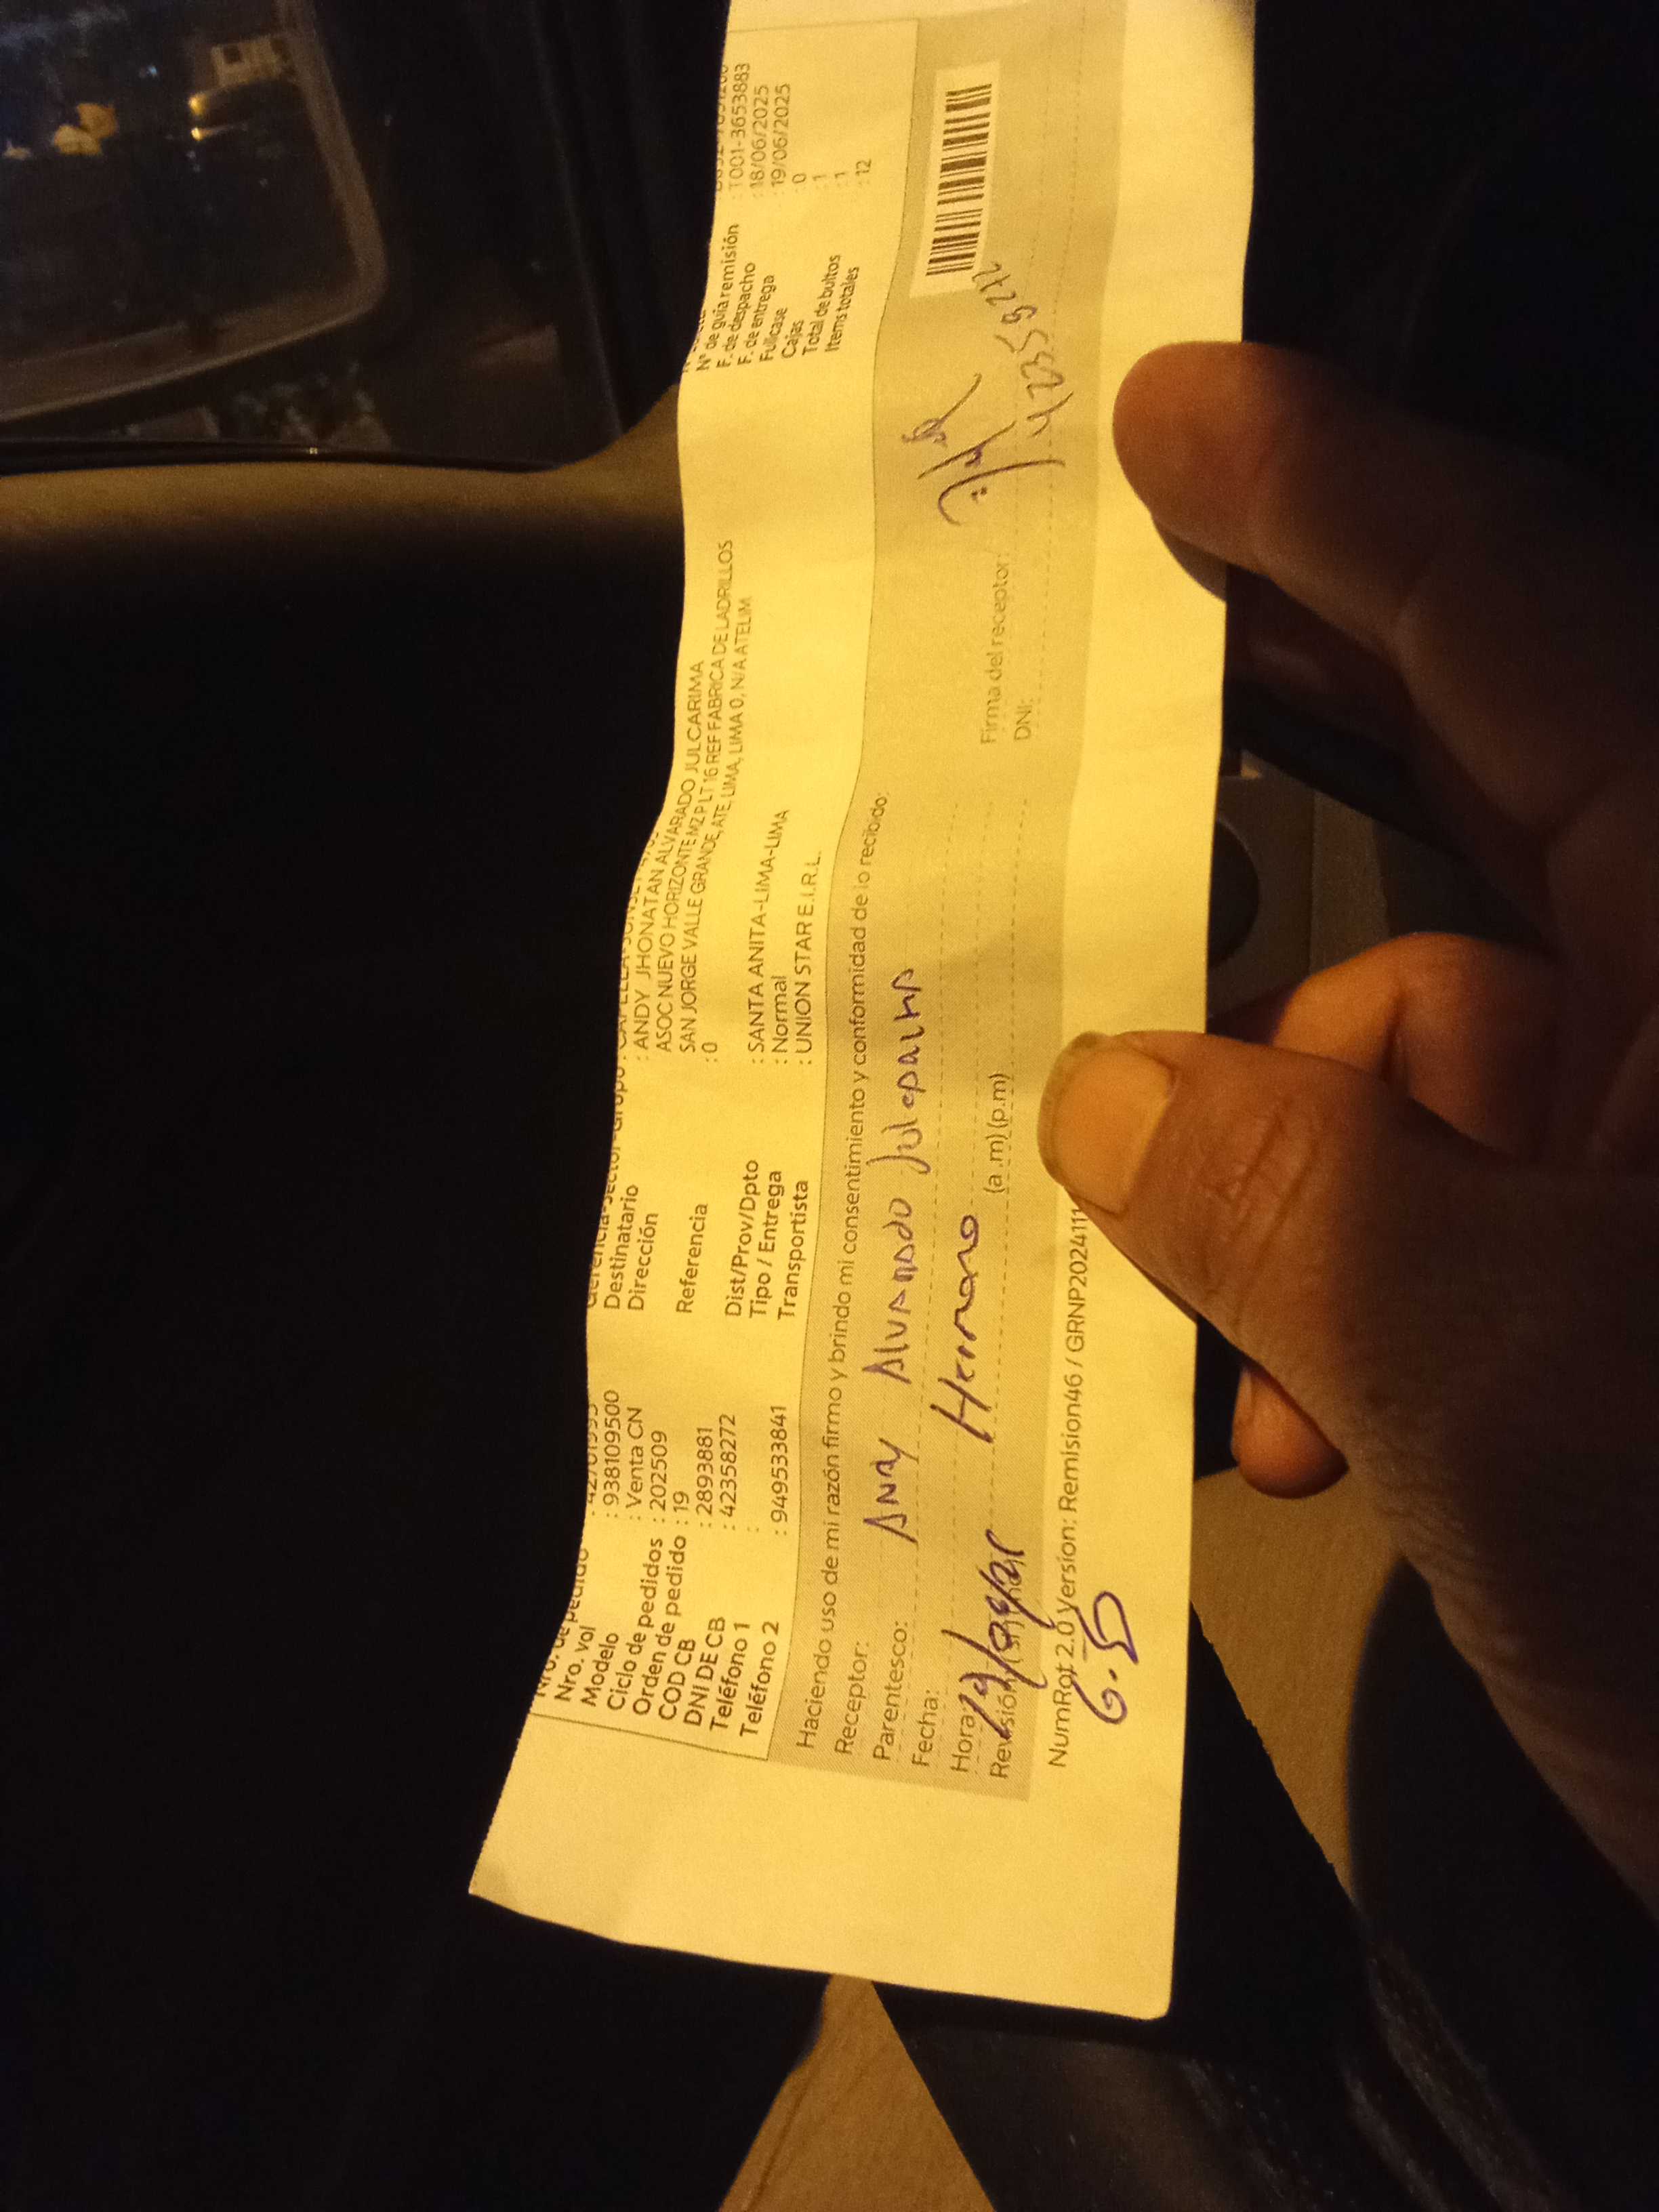 Nro. de pedido
Nro. vol : 938109500
Modelo : Venta CN
Ciclo de pedidos : 202509
Orden de pedido : 19
COD CB : 2893881
DNI DE CB : 42358272
Teléfono 1 :
Teléfono 2 : 949533841
Destinatario : ANDY JHONATAN ALVARADO JULCARIMA
Dirección ASOC NUEVO HORIZONTE MZ P LT 16 REF FABRICA DE LADRILLOS
SAN JORGE VALLE GRANDE, ATE, LIMA, LIMA 0, N/A ATELIM
Referencia : 0
Dist/Prov/Dpto : SANTA ANITA-LIMA-LIMA
Tipo / Entrega : Normal
Transportista : UNION STAR E.I.R.L.
N° de guía remisión : T001-3653883
F. de despacho : 18/06/2025
F. de entrega : 19/06/2025
Fullcase : 0
Cajas : 1
Total de bultos : 1
Items totales : 12
Haciendo uso de mi razón firmo y brindo mi consentimiento y conformidad de lo recibido:
Receptor: Andy Alvarado
Parentesco: Hermano
Fecha:
Hora: (a.m) (p.m)
Firma del receptor:
DNI:
NumRot 2.0 Version: Remision46 / GRNP2024111